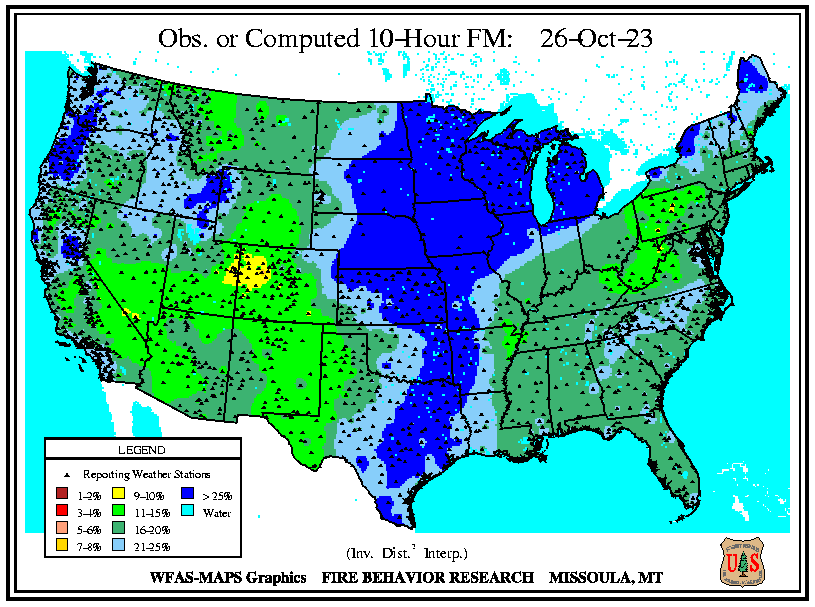 Obs. or Computed 10-Hour FM: 26-Oct-23
LEGEND
Reporting Weather Stations
1-2% 9-10% > 25%
3-4% 11-15% Water
5-6% 16-20%
7-8% 21-25%
(Inv. Dist.² Interp.)
WFAS-MAPS Graphics FIRE BEHAVIOR RESEARCH MISSOULA, MT
U S